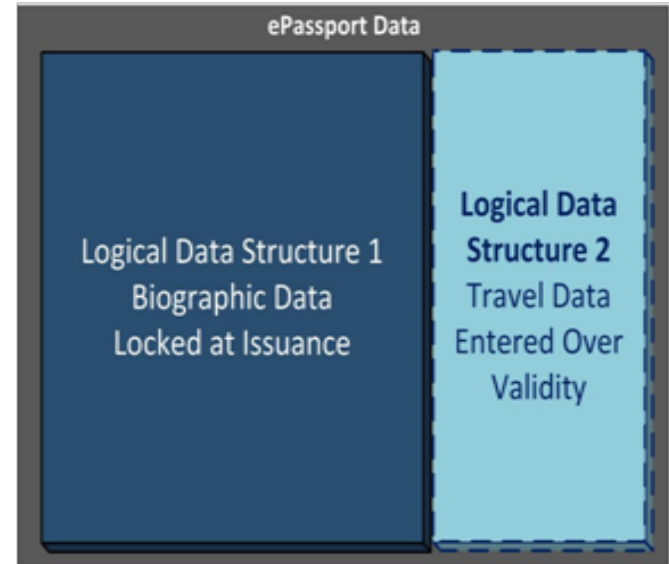 ePassport Data
Logical Data Structure 1
Biographic Data
Locked at Issuance
Logical Data
Structure 2
Travel Data
Entered Over
Validity